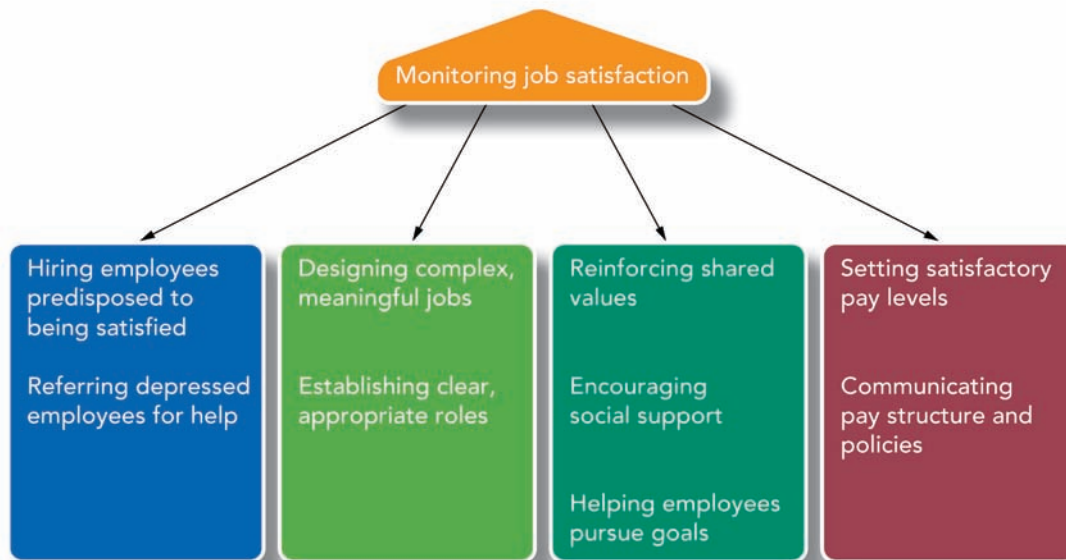 Monitoring job satisfaction
Hiring employees
predisposed to
being satisfied
Referring depressed
employees for help
Designing complex,
meaningful jobs
Establishing clear,
appropriate roles
Reinforcing shared
values
Encouraging
social support
Helping employees
pursue goals
Setting satisfactory
pay levels
Communicating
pay structure and
policies